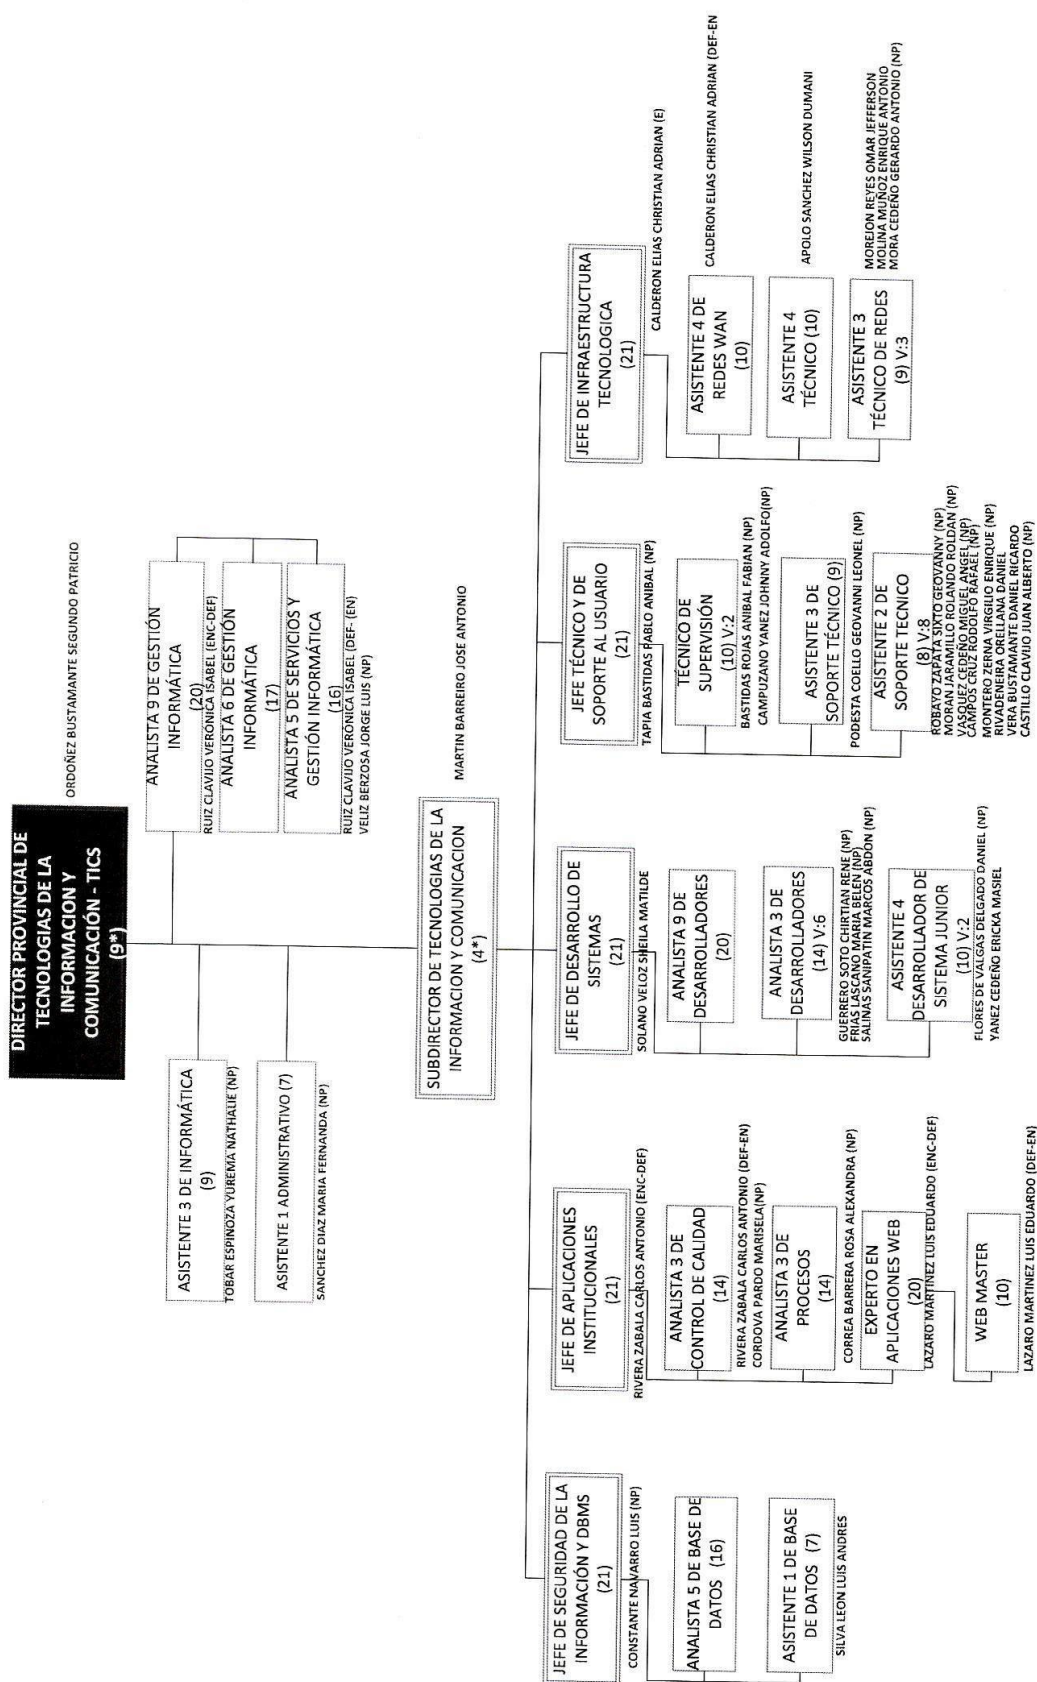 DIRECTOR PROVINCIAL DE
TECNOLOGIAS DE LA
INFORMACION Y
COMUNICACIÓN - TICS
(9*)
ORDOÑEZ BUSTAMANTE SEGUNDO PATRICIO
ASISTENTE 3 DE INFORMÁTICA
(9)
TOBAR ESPINOZA YUREMA NATHALIE (NP)
ASISTENTE 1 ADMINISTRATIVO (7)
SANCHEZ DIAZ MARIA FERNANDA (NP)
ANALISTA 9 DE GESTIÓN
INFORMÁTICA
(20)
RUIZ CLAVIJO VERÓNICA ISABEL (ENC-DEF)
ANALISTA 6 DE GESTIÓN
INFORMÁTICA
(17)
ANALISTA 5 DE SERVICIOS Y
GESTIÓN INFORMÁTICA
(16)
RUIZ CLAVIJO VERÓNICA ISABEL (DEF- (EN)
VELIZ BERZOSA JORGE LUIS (NP)
SUBDIRECTOR DE TECNOLOGIAS DE LA
INFORMACION Y COMUNICACION
(4*)
MARTIN BARREIRO JOSE ANTONIO
JEFE DE SEGURIDAD DE LA
INFORMACIÓN Y DBMS
(21)
CONSTANTE NAVARRO LUIS (NP)
ANALISTA 5 DE BASE DE
DATOS (16)
ASISTENTE 1 DE BASE
DE DATOS (7)
SILVA LEON LUIS ANDRES
JEFE DE APLICACIONES
INSTITUCIONALES
(21)
RIVERA ZABALA CARLOS ANTONIO (ENC-DEF)
ANALISTA 3 DE
CONTROL DE CALIDAD
(14)
RIVERA ZABALA CARLOS ANTONIO (DEF-EN
CORDOVA PARDO MARISELA(NP)
ANALISTA 3 DE
PROCESOS
(14)
CORREA BARRERA ROSA ALEXANDRA (NP)
EXPERTO EN
APLICACIONES WEB
(20)
LAZARO MARTINEZ LUIS EDUARDO (ENC-DEF)
WEB MASTER
(10)
LAZARO MARTINEZ LUIS EDUARDO (DEF-EN)
JEFE DE DESARROLLO DE
SISTEMAS
(21)
SOLANO VELOZ SHEILA MATILDE
ANALISTA 9 DE
DESARROLLADORES
(20)
ANALISTA 3 DE
DESARROLLADORES
(14) V:6
GUERRERO SOTO CHIRTIAN RENE (NP)
FRIAS LASCANO MARIA BELEN (NP)
SALINAS SANIPATIN MARCOS ABDON (NP)
ASISTENTE 4
DESARROLLADOR DE
SISTEMA JUNIOR
(10) V:2
FLORES DE VALGAS DELGADO DANIEL (NP)
YANEZ CEDEÑO ERICKA MASIEL
JEFE TÉCNICO Y DE
SOPORTE AL USUARIO
(21)
TAPIA BASTIDAS PABLO ANIBAL (NP)
TÉCNICO DE
SUPERVISIÓN
(10) V:2
BASTIDAS ROJAS ANIBAL FABIAN (NP)
CAMPUZANO YANEZ JOHNNY ADOLFO(NP)
ASISTENTE 3 DE
SOPORTE TÉCNICO (9)
PODESTA COELLO GEOVANNI LEONEL (NP)
ASISTENTE 2 DE
SOPORTE TECNICO
(8) V:8
ROBAYO ZAPATA SIXTO GEOVANNY (NP)
MORAN JARAMILLO ROLANDO ROLDAN (NP)
VASQUEZ CEDEÑO MIGUEL ANGEL (NP)
CAMPOS CRUZ RODOLFO RAFAEL (NP)
MONTERO ZERNA VIRGILIO ENRIQUE (NP)
RIVADENEIRA ORELLANA DANIEL
VERA BUSTAMANTE DANIEL RICARDO
CASTILLO CLAVIJO JUAN ALBERTO (NP)
JEFE DE INFRAESTRUCTURA
TECNOLOGICA
(21)
CALDERON ELIAS CHRISTIAN ADRIAN (E)
ASISTENTE 4 DE
REDES WAN
(10)
CALDERON ELIAS CHRISTIAN ADRIAN (DEF-EN
ASISTENTE 4
TÉCNICO (10)
APOLO SANCHEZ WILSON DUMANI
ASISTENTE 3
TÉCNICO DE REDES
(9) V:3
MOREJON REYES OMAR JEFFERSON
MOLINA MUÑOZ ENRIQUE ANTONIO
MORA CEDEÑO GERARDO ANTONIO (NP)